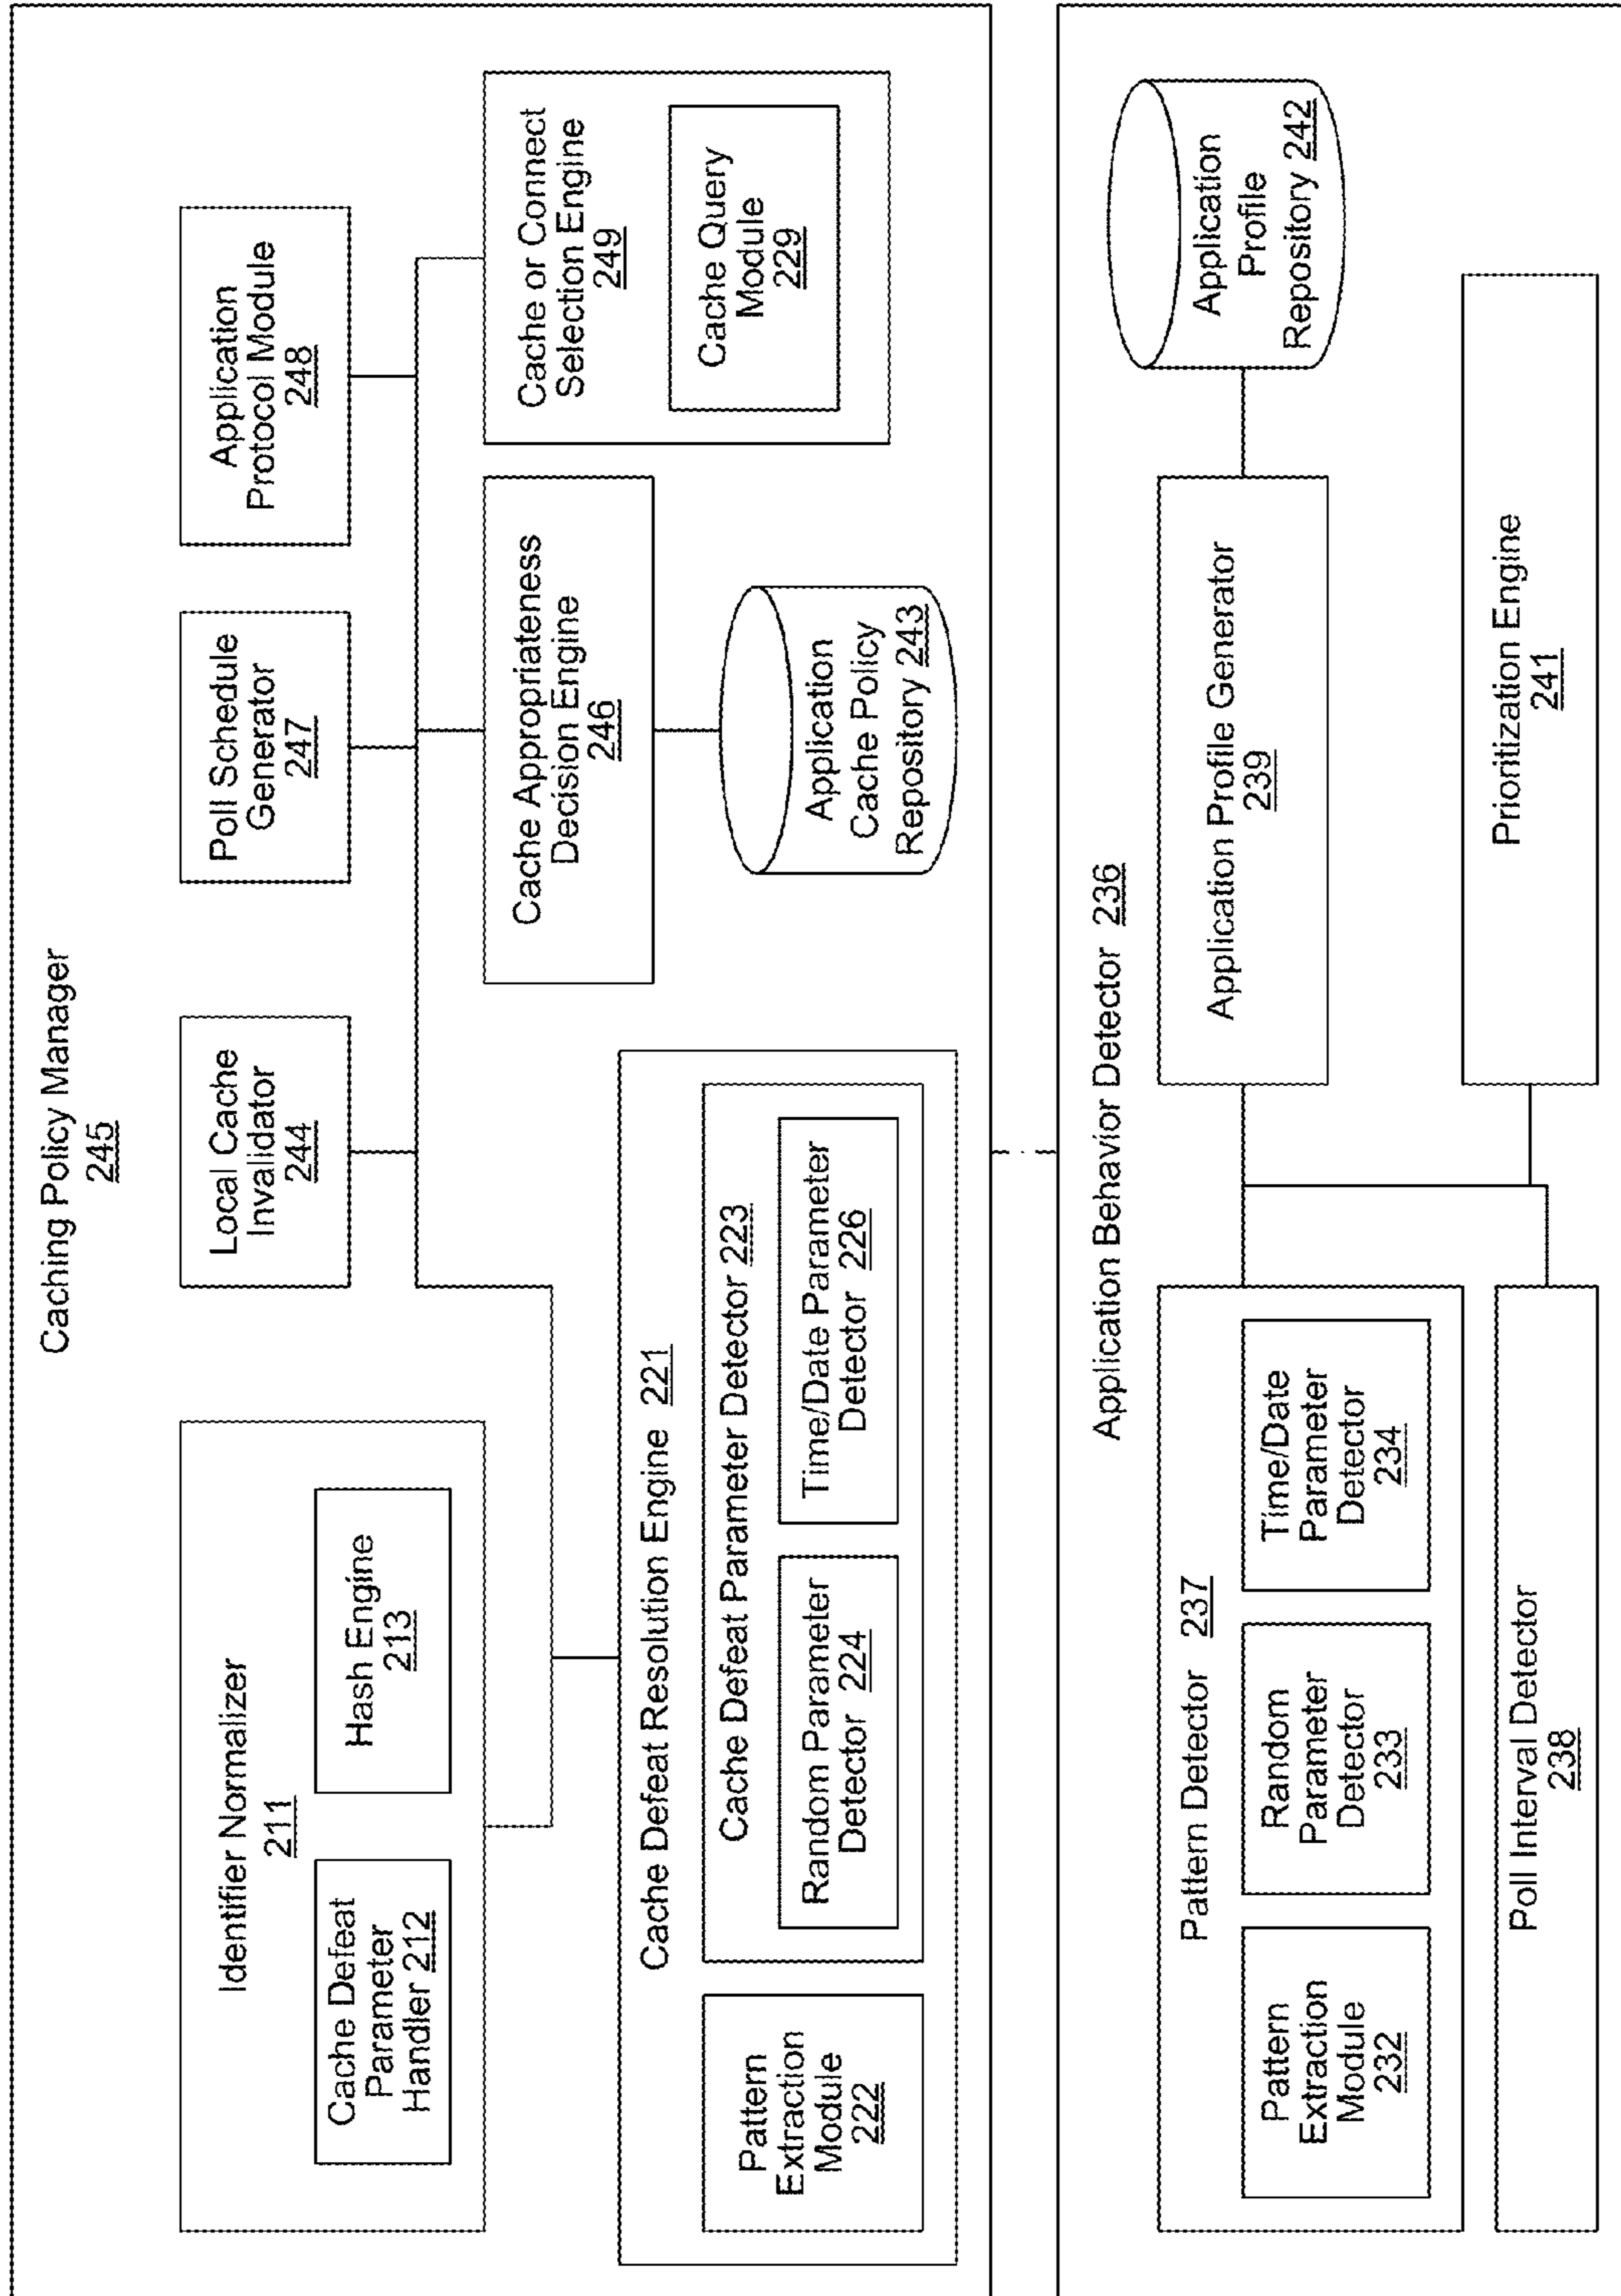 Caching Policy Manager
245
Identifier Normalizer
211
Cache Defeat
Parameter
Handler 212
Hash Engine
213
Local Cache
Invalidator
244
Poll Schedule
Generator
247
Application
Protocol Module
248
Cache Defeat Resolution Engine 221
Pattern
Extraction
Module
222
Cache Defeat Parameter Detector 223
Random Parameter
Detector 224
Time/Date Parameter
Detector 226
Cache Appropriateness
Decision Engine
246
Application
Cache Policy
Repository 243
Cache or Connect
Selection Engine
249
Cache Query
Module
229
Application Behavior Detector 236
Pattern Detector 237
Pattern
Extraction
Module
232
Random
Parameter
Detector
233
Time/Date
Parameter
Detector
234
Poll Interval Detector
238
Application Profile Generator
239
Application
Profile
Repository 242
Prioritization Engine
241